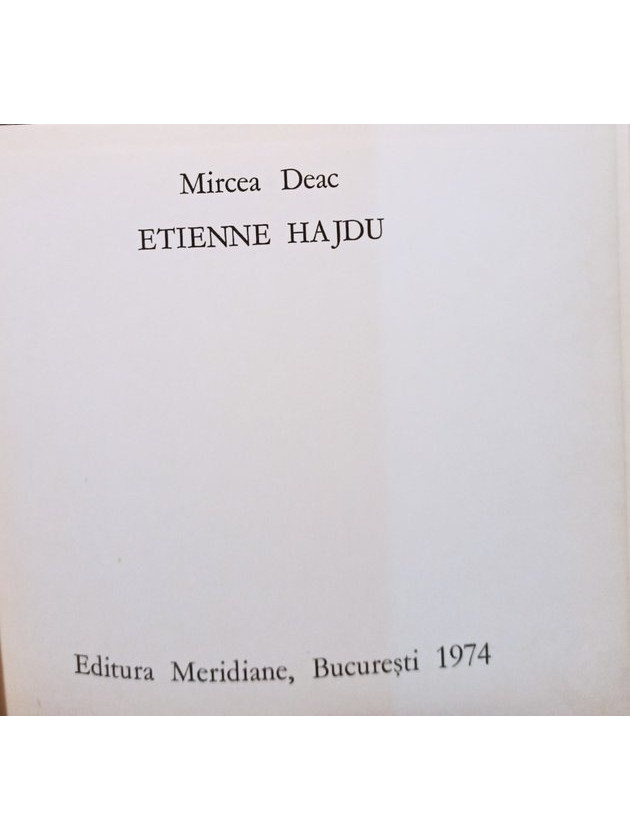 Mircea Deac
ETIENNE HAJDU
Editura Meridiane, București 1974